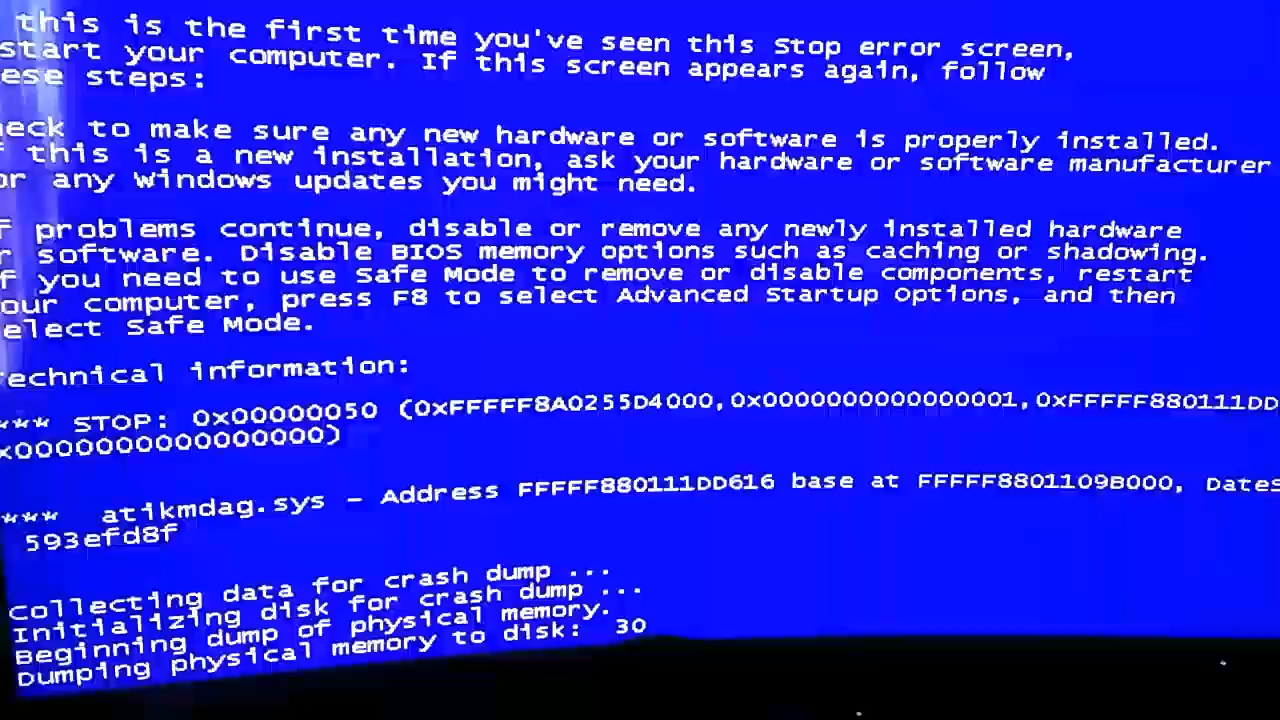 this is the first time you've seen this Stop error screen,
start your computer. If this screen appears again, follow
ese steps:
eck to make sure any new hardware or software is properly installed.
f this is a new installation, ask your hardware or software manufacturer
or any Windows updates you might need.
f problems continue, disable or remove any newly installed hardware
r software. Disable BIOS memory options such as caching or shadowing.
f you need to use Safe Mode to remove or disable components, restart
our computer, press F8 to select Advanced Startup Options, and then
elect Safe Mode.
echnical information:
*** STOP: 0x00000050 (0xFFFFF8A0255D4000,0x0000000000000001,0xFFFFF880111DD
x0000000000000000)
*** atikmdag.sys - Address FFFFF880111DD616 base at FFFFF8801109B000, Dates
593efd8f
Collecting data for crash dump ...
Initializing disk for crash dump ...
Beginning dump of physical memory.
Dumping physical memory to disk: 30